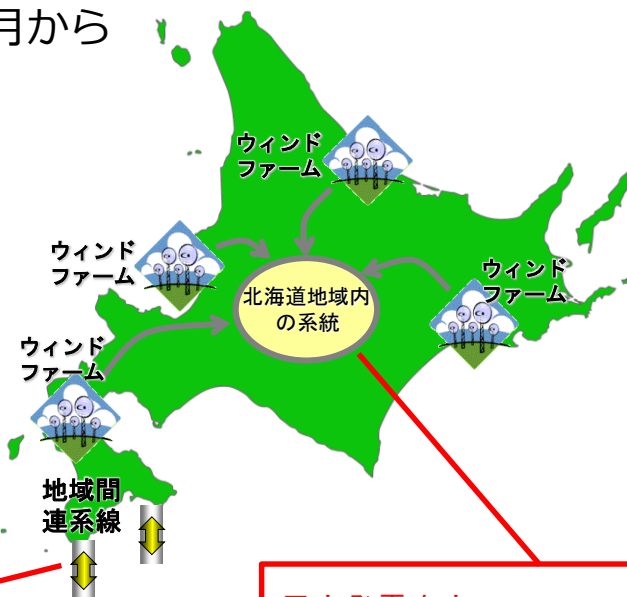 月から
ウィンド
ファーム
ウィンド
ファーム
ウィンド
ファーム
北海道地域内
の系統
ウィンド
ファーム
地域間
連系線